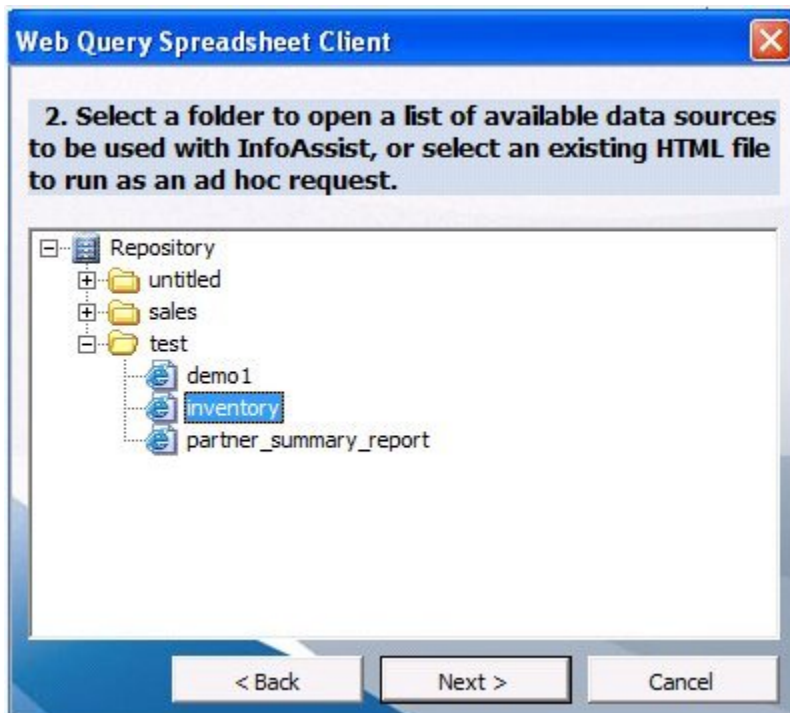 Web Query Spreadsheet Client
2. Select a folder to open a list of available data sources
to be used with InfoAssist, or select an existing HTML file
to run as an ad hoc request.
Repository
untitled
sales
test
demo1
inventory
partner_summary_report
< Back
Next >
Cancel